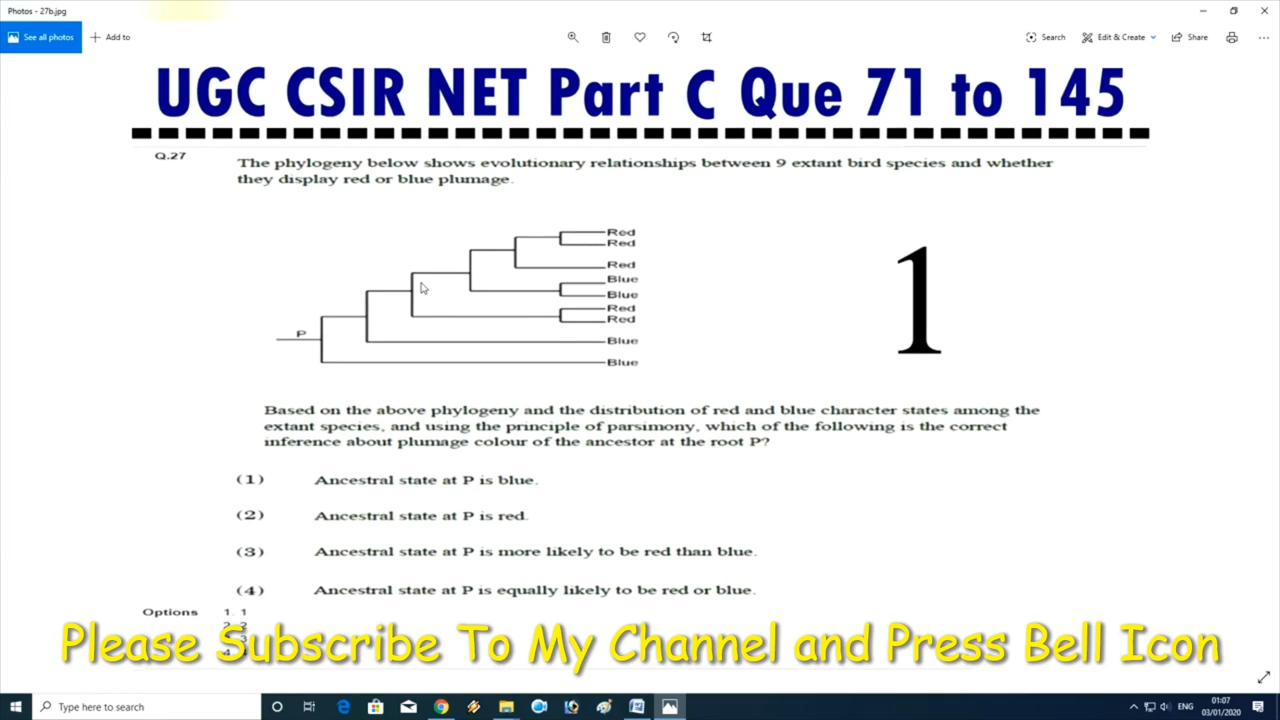 Photos - 27b.jpg
See all photos
Add to
Search
Edit & Create
Share
UGC CSIR NET Part C Que 71 to 145
Q.27
The phylogeny below shows evolutionary relationships between 9 extant bird species and whether
they display red or blue plumage.
Red
Red
Red
Blue
Blue
Red
Red
Blue
Blue
P
1
Based on the above phylogeny and the distribution of red and blue character states among the
extant species, and using the principle of parsimony, which of the following is the correct
inference about plumage colour of the ancestor at the root P?
(1) Ancestral state at P is blue.
(2) Ancestral state at P is red.
(3) Ancestral state at P is more likely to be red than blue.
(4) Ancestral state at P is equally likely to be red or blue.
Options 1. 1
Please Subscribe To My Channel and Press Bell Icon
Type here to search
ENG
01:07
03/01/2020